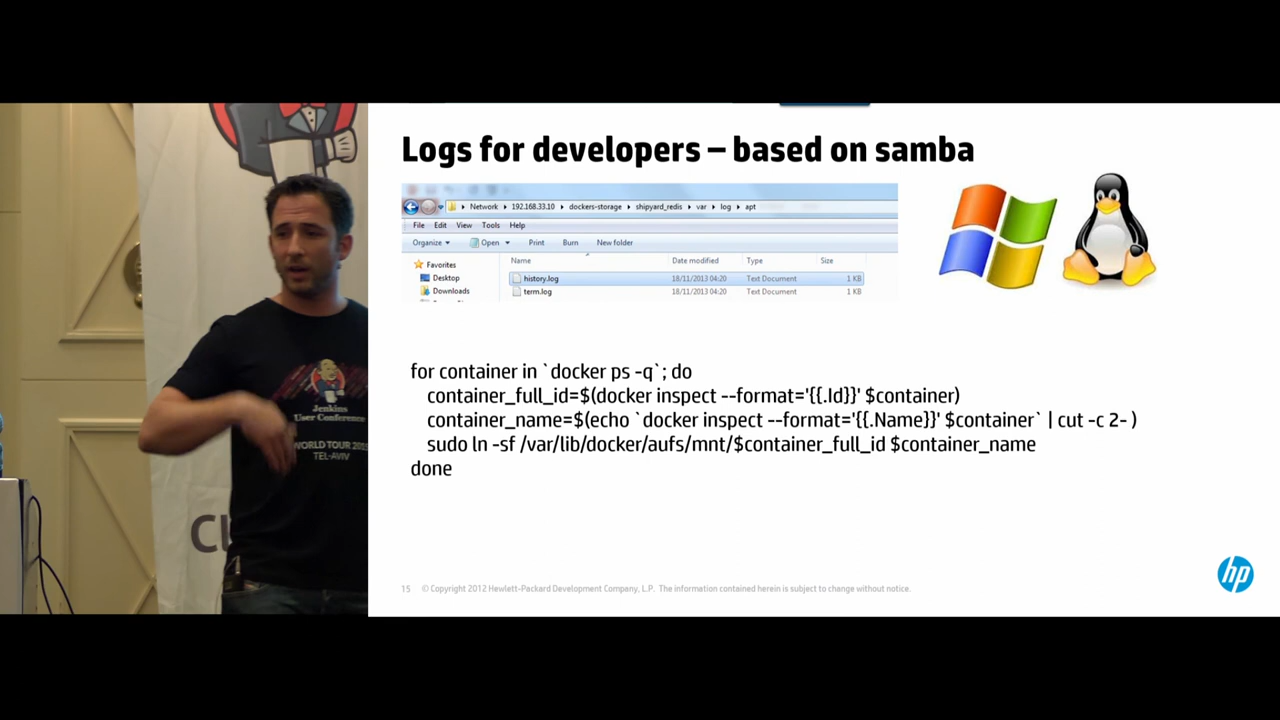 Logs for developers – based on samba
Network ▸ 192.168.33.10 ▸ dockers-storage ▸ shipyard_redis ▸ var ▸ log ▸ apt
File Edit View Tools Help
Organize Open Print Burn New folder
Name Date modified Type Size
Favorites
Desktop
Downloads
history.log 18/11/2013 04:20 Text Document 1 KB
term.log 18/11/2013 04:20 Text Document 1 KB
for container in `docker ps -q`; do
container_full_id=$(docker inspect --format='{{.Id}}' $container)
container_name=$(echo `docker inspect --format='{{.Name}}' $container` | cut -c 2- )
sudo ln -sf /var/lib/docker/aufs/mnt/$container_full_id $container_name
done
15 © Copyright 2012 Hewlett-Packard Development Company, L.P. The information contained herein is subject to change without notice.
hp
Jenkins
User Conference
WORLD TOUR 2015
TEL-AVIV